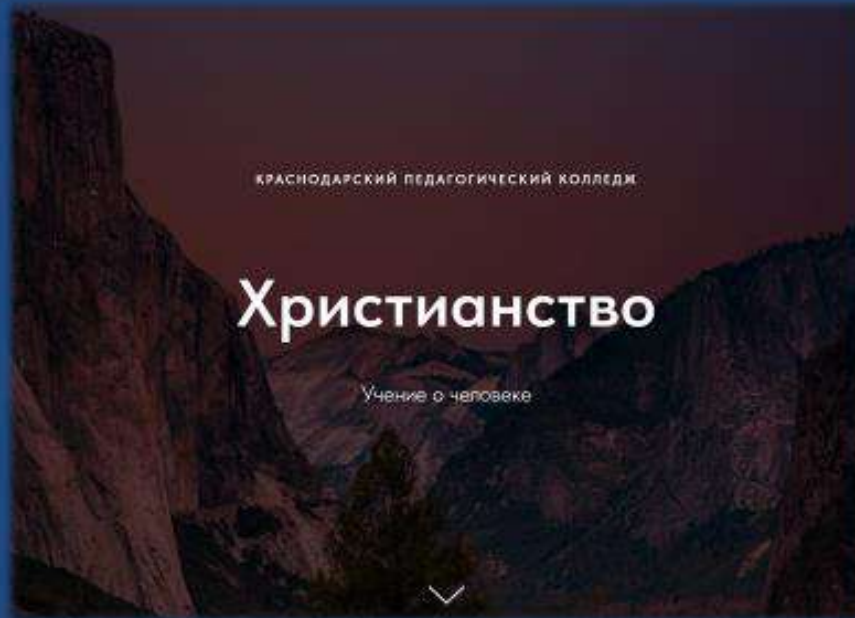 КРАСНОДАРСКИЙ ПЕДАГОГИЧЕСКИЙ КОЛЛЕДЖ
Христианство
Учение о человеке